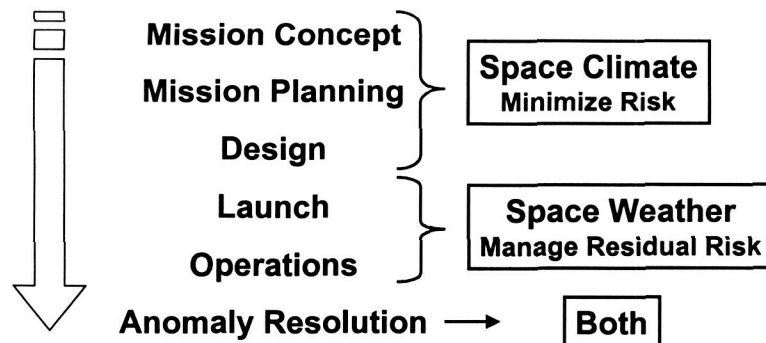 Mission Concept
Mission Planning
Design
Launch
Operations
Anomaly Resolution
Space Climate
Minimize Risk
Space Weather
Manage Residual Risk
Both